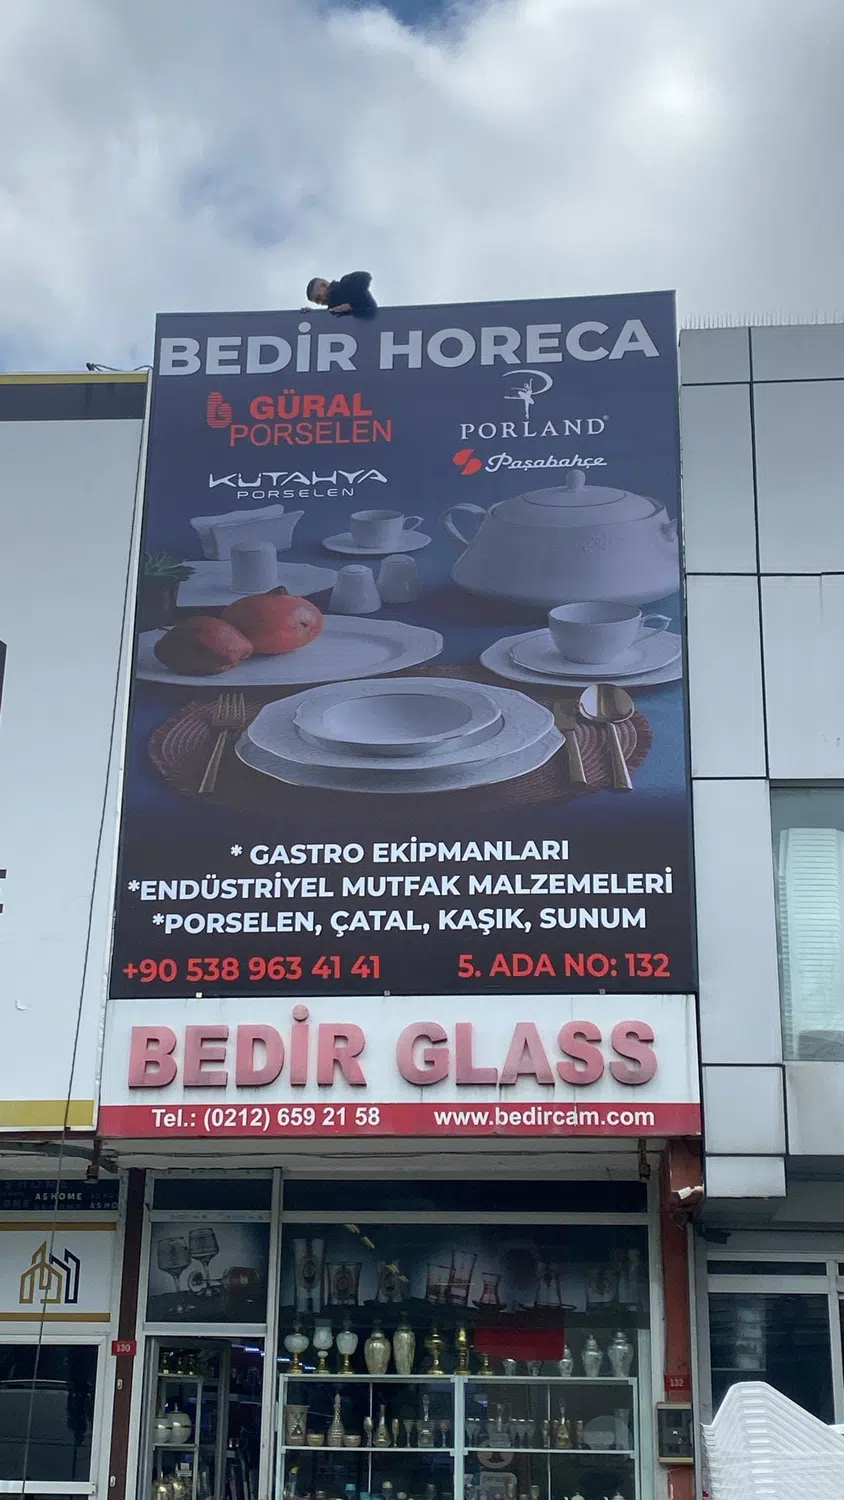 BEDİR HORECA
GÜRAL
PORSELEN
PORLAND®
Paşabahçe
KÜTAHYA
PORSELEN
* GASTRO EKİPMANLARI
*ENDÜSTRİYEL MUTFAK MALZEMELERİ
*PORSELEN, ÇATAL, KAŞIK, SUNUM
+90 538 963 41 41 5. ADA NO: 132
BEDİR GLASS
Tel.: (0212) 659 21 58 www.bedircam.com
ASHOME
130
132